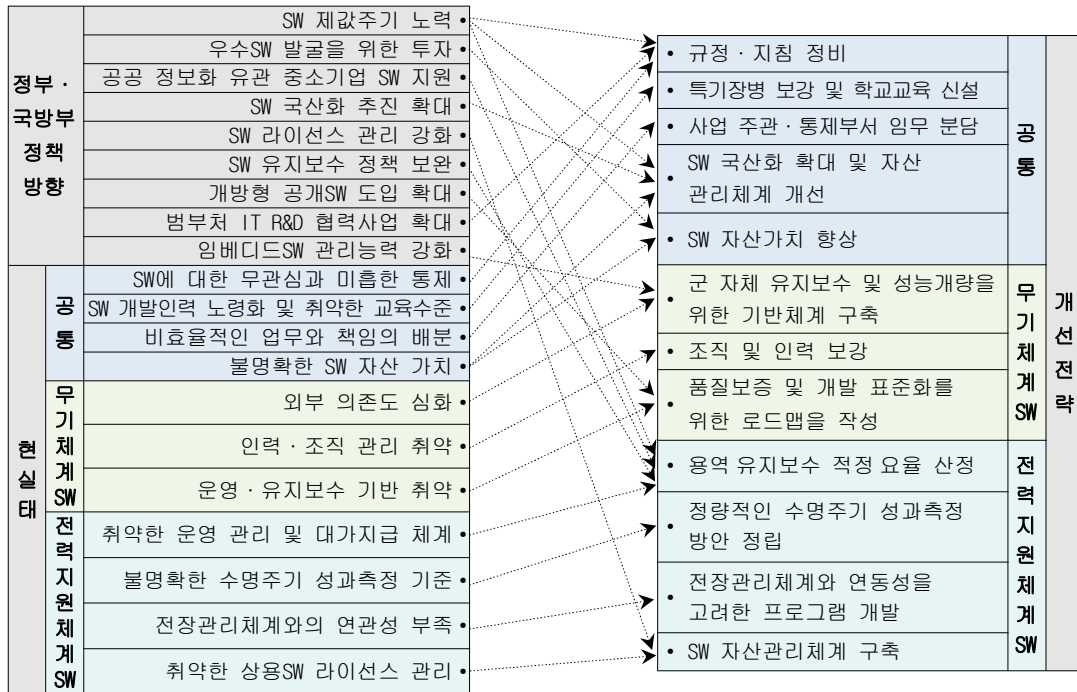 정부 ·
국방부
정책
방향
SW 제값주기 노력 •
우수SW 발굴을 위한 투자 •
공공 정보화 유관 중소기업 SW 지원 •
SW 국산화 추진 확대 •
SW 라이선스 관리 강화 •
SW 유지보수 정책 보완 •
개방형 공개SW 도입 확대 •
범부처 IT R&D 협력사업 확대 •
임베디드SW 관리능력 강화 •
현실태
공통
SW에 대한 무관심과 미흡한 통제 •
SW 개발인력 노령화 및 취약한 교육수준 •
비효율적인 업무와 책임의 배분 •
불명확한 SW 자산 가치 •
무기체계SW
외부 의존도 심화 •
인력 · 조직 관리 취약 •
운영 · 유지보수 기반 취약 •
전력지원체계SW
취약한 운영 관리 및 대가지급 체계 •
불명확한 수명주기 성과측정 기준 •
전장관리체계와의 연관성 부족 •
취약한 상용SW 라이선스 관리 •
• 규정 · 지침 정비
• 특기장병 보강 및 학교교육 신설
• 사업 주관 · 통제부서 임무 분담
• SW 국산화 확대 및 자산
관리체계 개선
• SW 자산가치 향상
공통
• 군 자체 유지보수 및 성능개량을
위한 기반체계 구축
• 조직 및 인력 보강
• 품질보증 및 개발 표준화를
위한 로드맵을 작성
무기체계SW
• 용역 유지보수 적정 요율 산정
• 정량적인 수명주기 성과측정
방안 정립
• 전장관리체계와 연동성을
고려한 프로그램 개발
• SW 자산관리체계 구축
전력지원체계SW
개선전략